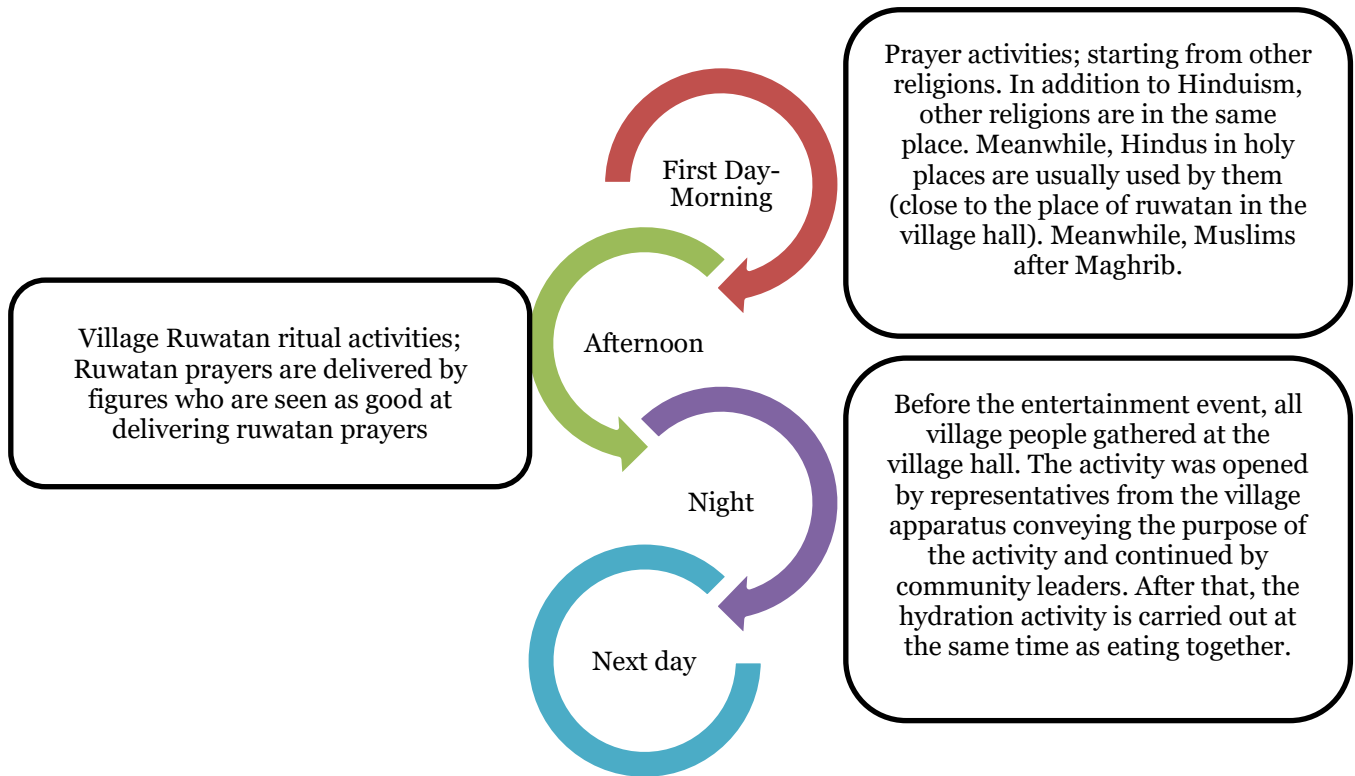 Prayer activities; starting from other
religions. In addition to Hinduism,
other religions are in the same
place. Meanwhile, Hindus in holy
places are usually used by them
(close to the place of ruwatan in the
village hall). Meanwhile, Muslims
after Maghrib.
First Day-
Morning
Village Ruwatan ritual activities;
Ruwatan prayers are delivered by
figures who are seen as good at
delivering ruwatan prayers
Afternoon
Before the entertainment event, all
village people gathered at the
village hall. The activity was opened
by representatives from the village
apparatus conveying the purpose of
the activity and continued by
community leaders. After that, the
hydration activity is carried out at
the same time as eating together.
Night
Next day